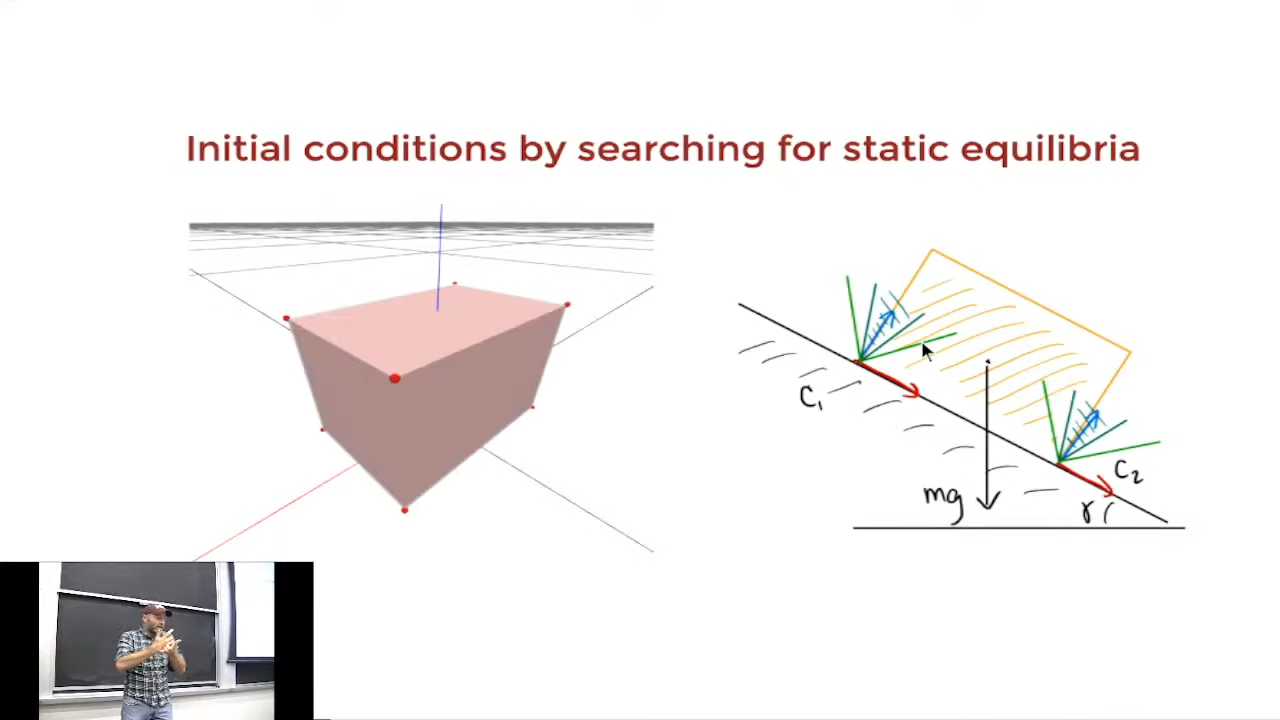 Initial conditions by searching for static equilibria
C₁
C₂
mg
γ